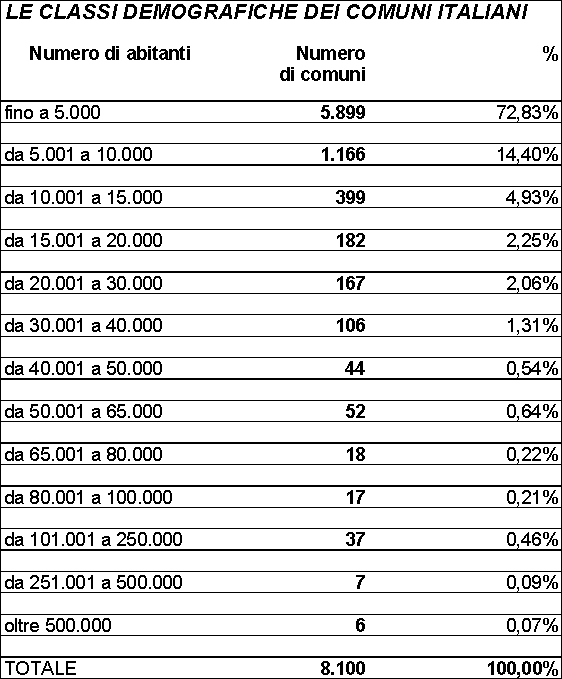 LE CLASSI DEMOGRAFICHE DEI COMUNI ITALIANI
Numero di abitanti Numero di comuni %
fino a 5.000 5.899 72,83%
da 5.001 a 10.000 1.166 14,40%
da 10.001 a 15.000 399 4,93%
da 15.001 a 20.000 182 2,25%
da 20.001 a 30.000 167 2,06%
da 30.001 a 40.000 106 1,31%
da 40.001 a 50.000 44 0,54%
da 50.001 a 65.000 52 0,64%
da 65.001 a 80.000 18 0,22%
da 80.001 a 100.000 17 0,21%
da 101.001 a 250.000 37 0,46%
da 251.001 a 500.000 7 0,09%
oltre 500.000 6 0,07%
TOTALE 8.100 100,00%